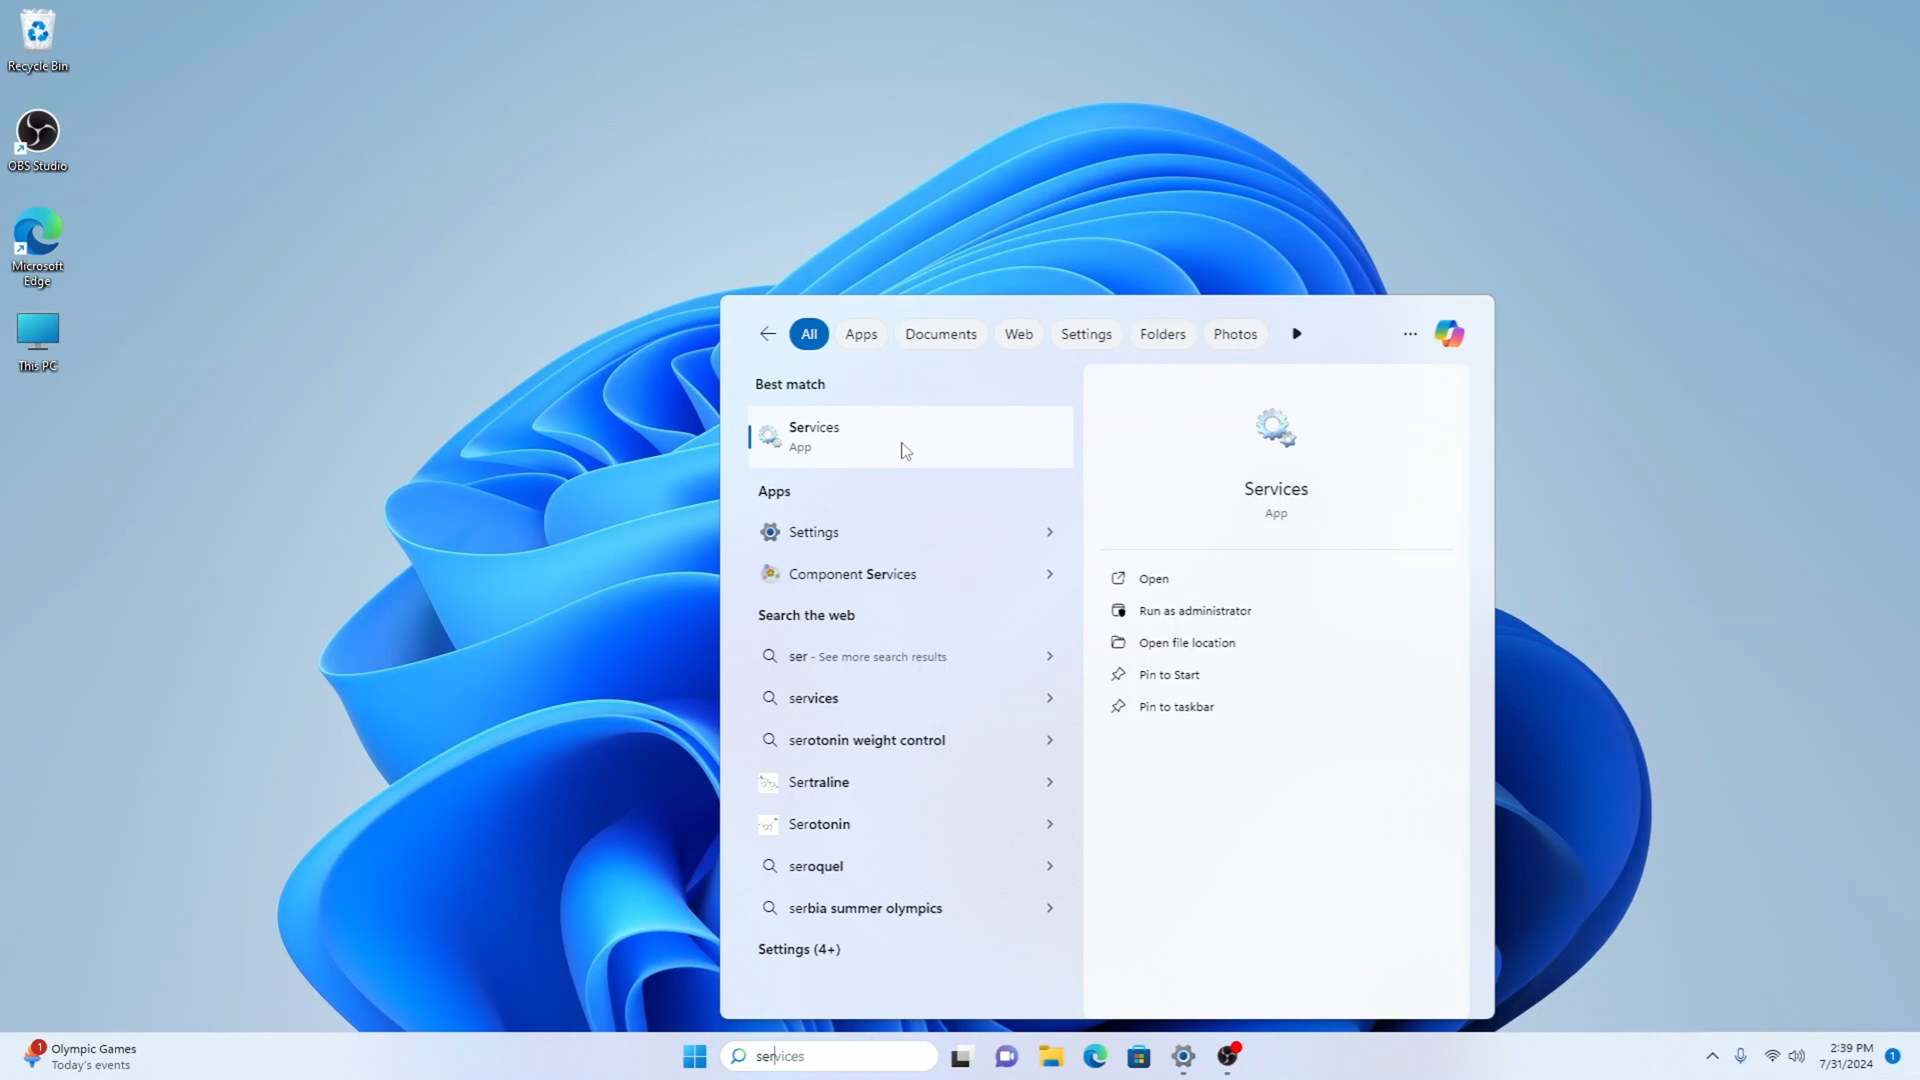 Recycle Bin
OBS Studio
Microsoft
Edge
This PC
All
Apps
Documents
Web
Settings
Folders
Photos
Best match
Services
App
Apps
Settings
Component Services
Search the web
ser - See more search results
services
serotonin weight control
Sertraline
Serotonin
seroquel
serbia summer olympics
Settings (4+)
Services
App
Open
Run as administrator
Open file location
Pin to Start
Pin to taskbar
1
Olympic Games
Today's events
services
2:39 PM
7/31/2024
1